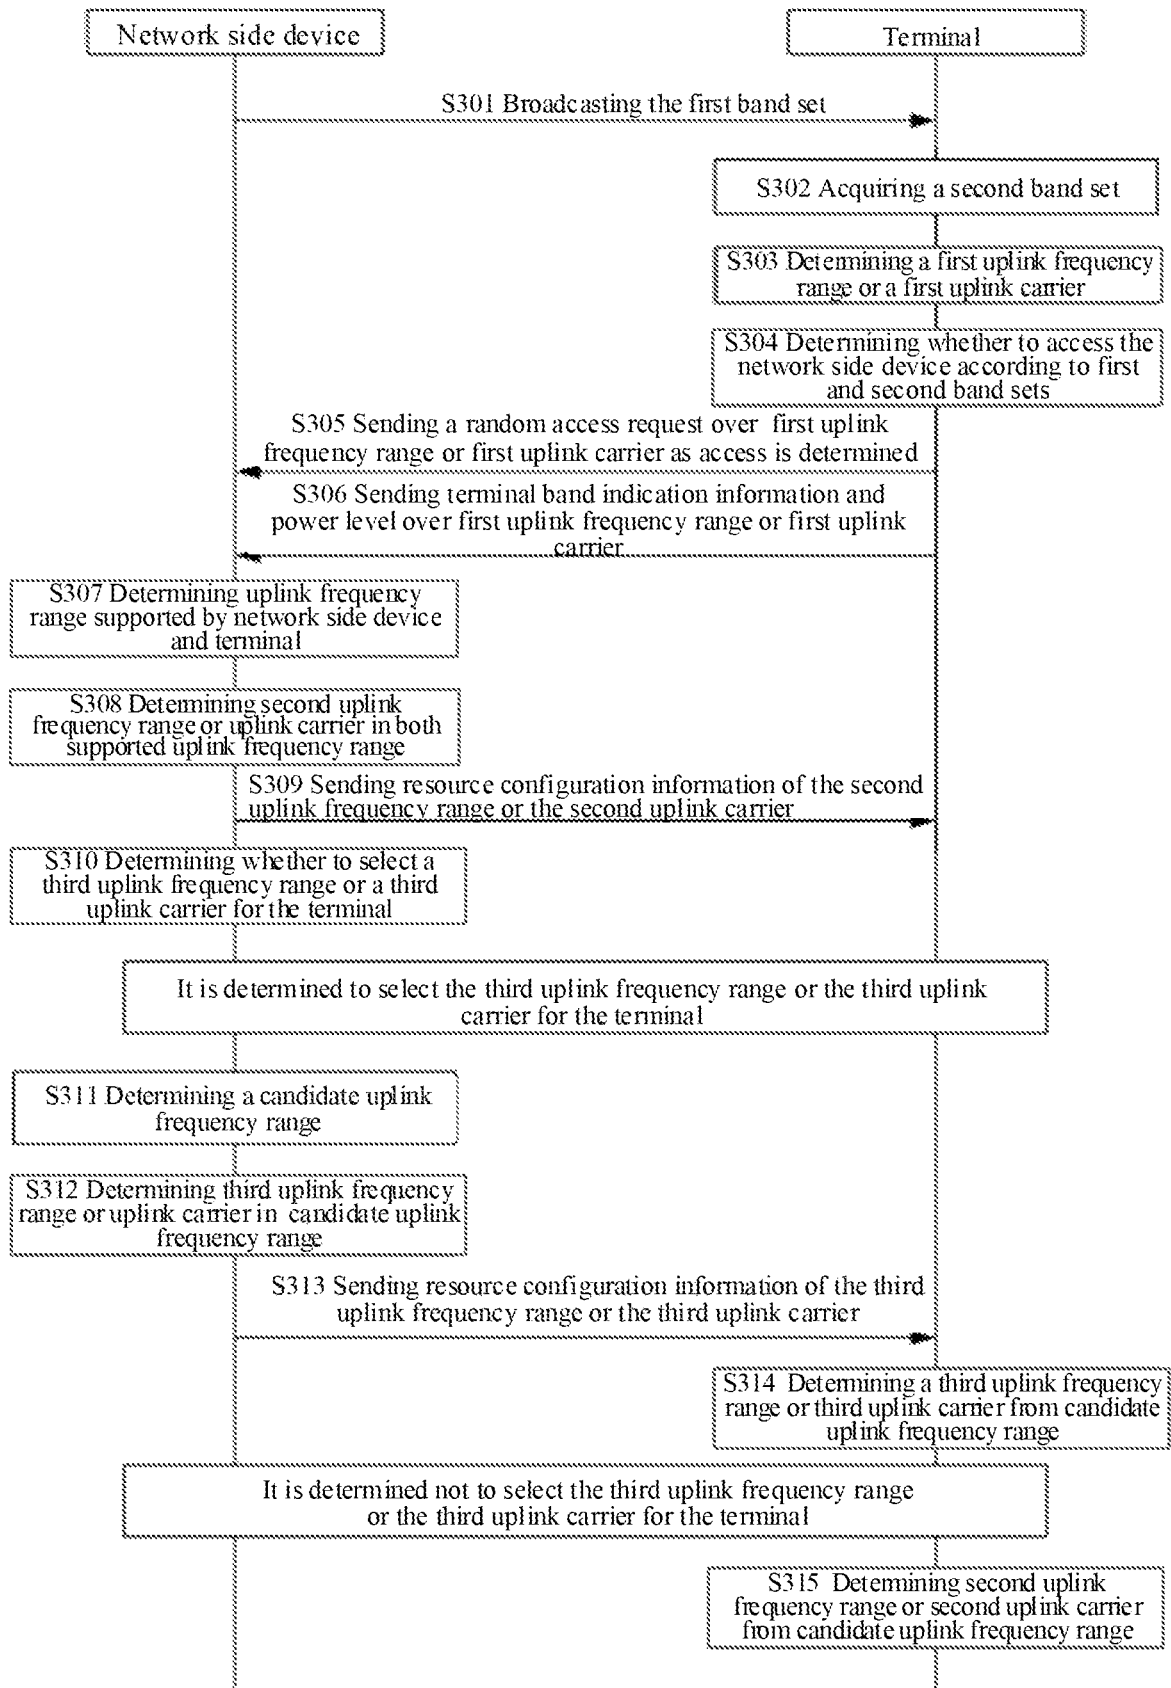 Network side device
Terminal
S301 Broadcasting the first band set
S302 Acquiring a second band set
S303 Determining a first uplink frequency
range or a first uplink carrier
S304 Determining whether to access the
network side device according to first
and second band sets
S305 Sending a random access request over first uplink
frequency range or first uplink carrier as access is determined
S306 Sending terminal band indication information and
power level over first uplink frequency range or first uplink
carrier
S307 Determining uplink frequency
range supported by network side device
and terminal
S308 Determining second uplink
frequency range or uplink carrier in both
supported uplink frequency range
S309 Sending resource configuration information of the second
uplink frequency range or the second uplink carrier
S310 Determining whether to select a
third uplink frequency range or a third
uplink carrier for the terminal
It is determined to select the third uplink frequency range or the third uplink
carrier for the terminal
S311 Determining a candidate uplink
frequency range
S312 Determining third uplink frequency
range or uplink carrier in candidate uplink
frequency range
S313 Sending resource configuration information of the third
uplink frequency range or the third uplink carrier
S314 Determining a third uplink frequency
range or third uplink carrier from candidate
uplink frequency range
It is determined not to select the third uplink frequency range
or the third uplink carrier for the terminal
S315 Determining second uplink
frequency range or second uplink carrier
from candidate uplink frequency range